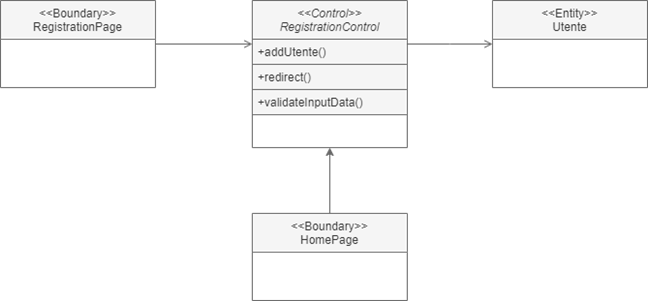 <<Boundary>>
RegistrationPage
<<Control>>
RegistrationControl
+addUtente()
+redirect()
+validateInputData()
<<Entity>>
Utente
<<Boundary>>
HomePage